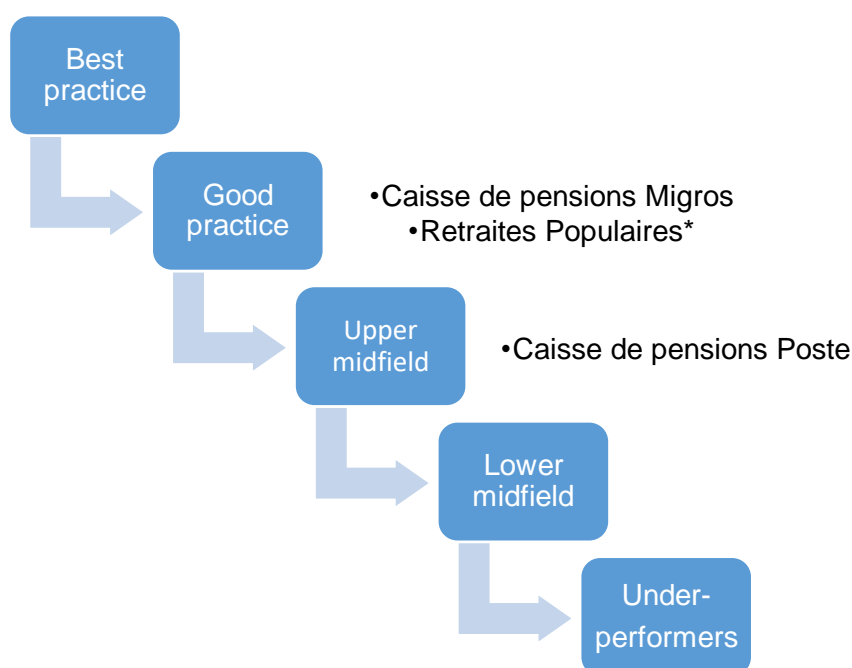 Best
practice
Good
practice
•Caisse de pensions Migros
•Retraites Populaires*
Upper
midfield
•Caisse de pensions Poste
Lower
midfield
Under-
performers